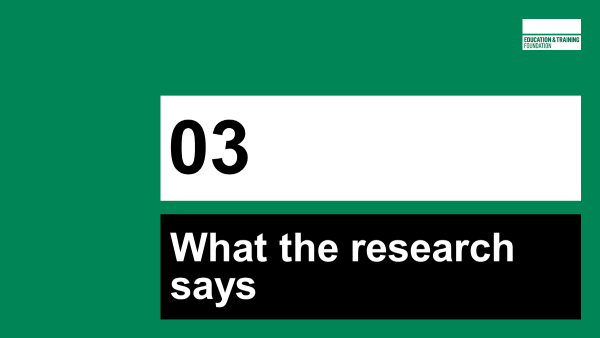 EDUCATION & TRAINING
FOUNDATION
03
What the research
says